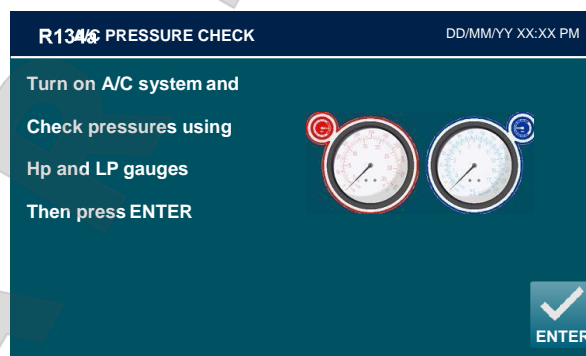 R134a A/C PRESSURE CHECK
DD/MM/YY XX:XX PM
Turn on A/C system and
Check pressures using
Hp and LP gauges
Then press ENTER
ENTER